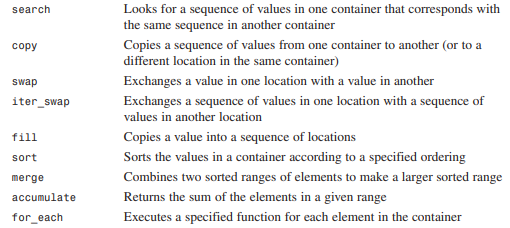 search Looks for a sequence of values in one container that corresponds with
the same sequence in another container
copy Copies a sequence of values from one container to another (or to a
different location in the same container)
swap Exchanges a value in one location with a value in another
iter_swap Exchanges a sequence of values in one location with a sequence of
values in another location
fill Copies a value into a sequence of locations
sort Sorts the values in a container according to a specified ordering
merge Combines two sorted ranges of elements to make a larger sorted range
accumulate Returns the sum of the elements in a given range
for_each Executes a specified function for each element in the container